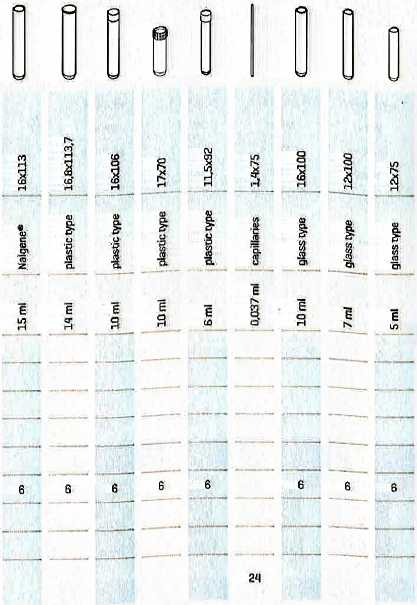 16x113
16,8x113,7
16x106
17x70
11,5x92
1,4x75
16x100
12x100
12x75
Nalgene®
plastic type
plastic type
plastic type
plastic type
capillaries
glass type
glass type
glass type
15 ml
14 ml
10 ml
10 ml
6 ml
0,037 ml
10 ml
7 ml
5 ml
6
6
6
6
6
6
6
6
24